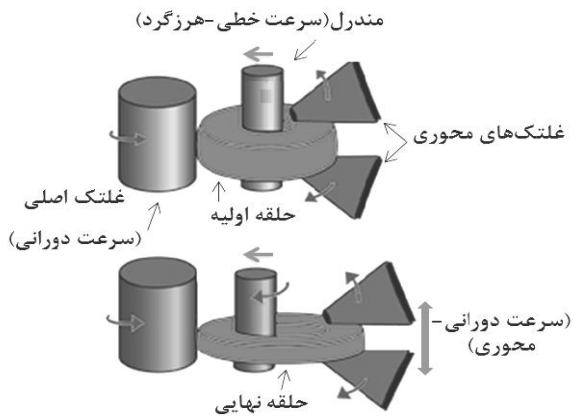 مندرل(سرعت خطی-هرزگرد)
غلتک‌های محوری
غلتک اصلی
(سرعت دورانی)
حلقه اولیه
(سرعت دورانی-
محوری)
حلقه نهایی